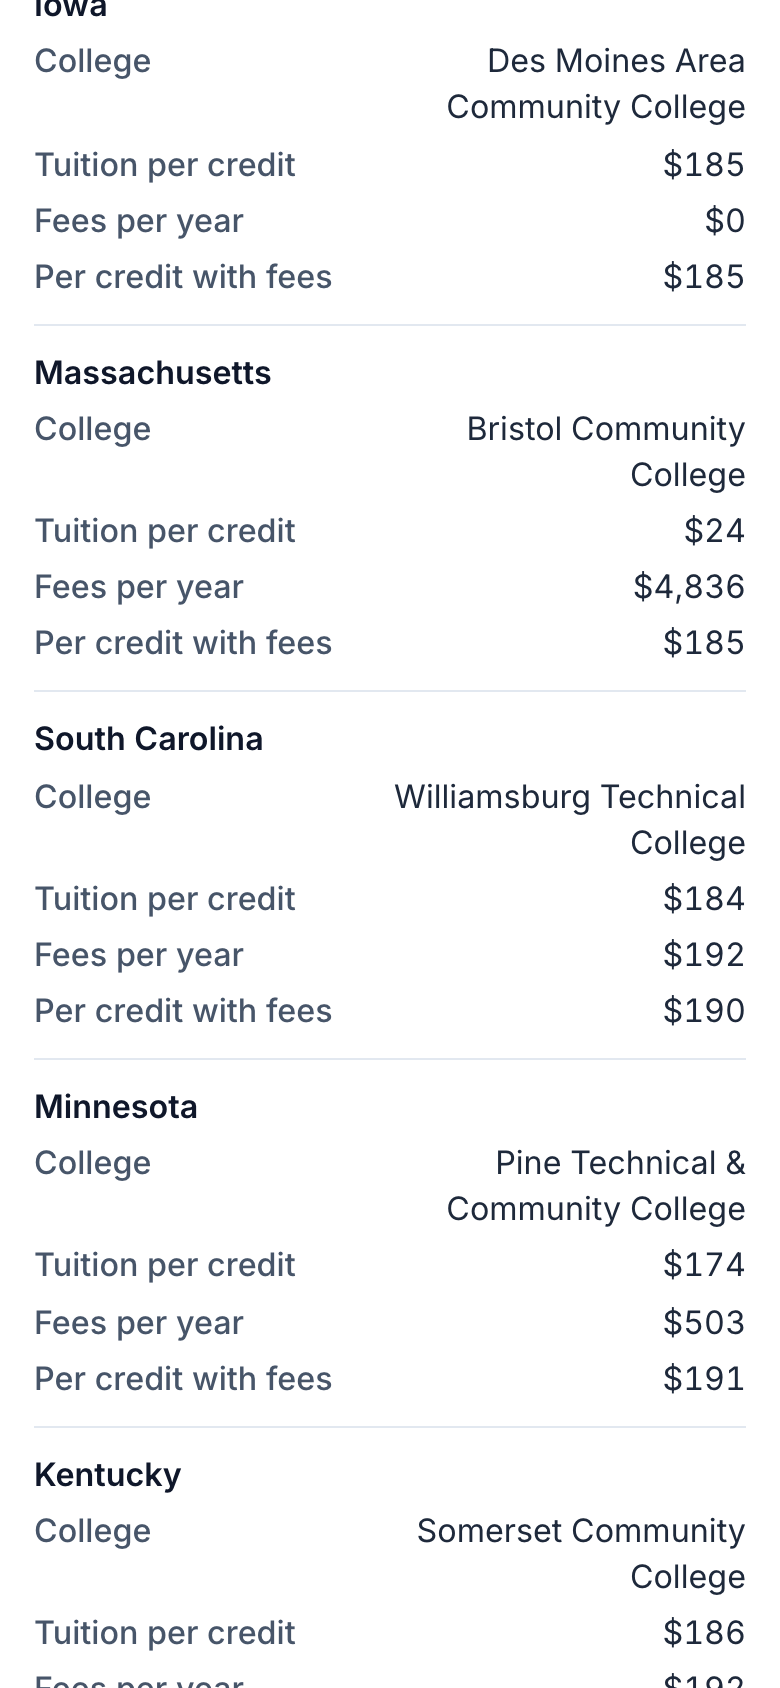 Iowa
College Des Moines Area
Community College
Tuition per credit $185
Fees per year $0
Per credit with fees $185
Massachusetts
College Bristol Community
College
Tuition per credit $24
Fees per year $4,836
Per credit with fees $185
South Carolina
College Williamsburg Technical
College
Tuition per credit $184
Fees per year $192
Per credit with fees $190
Minnesota
College Pine Technical &
Community College
Tuition per credit $174
Fees per year $503
Per credit with fees $191
Kentucky
College Somerset Community
College
Tuition per credit $186
Fees per year $192